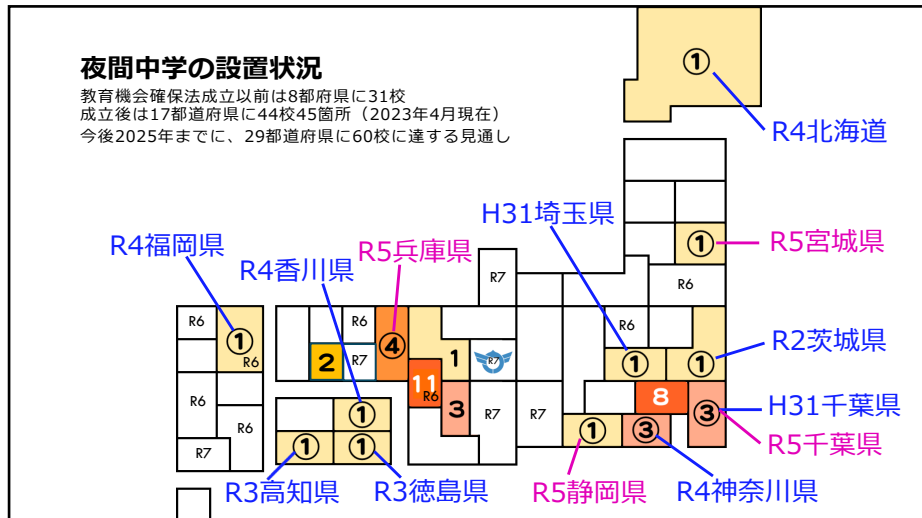 夜間中学の設置状況
教育機会確保法成立以前は8都府県に31校
成立後は17都道府県に44校45箇所（2023年4月現在）
今後2025年までに、29都道府県に60校に達する見通し
①
R4北海道
H31埼玉県
R4福岡県
R4香川県
R5兵庫県
①
R5宮城県
R7
R6
R6
①
R6
R6
④
1
R7
R6
R2茨城県
2
R7
11
R6
①
①
R6
R6
①
3
R7
R7
8
③
H31千葉県
R7
①
①
①
③
R5千葉県
R3高知県
R3徳島県
R5静岡県
R4神奈川県